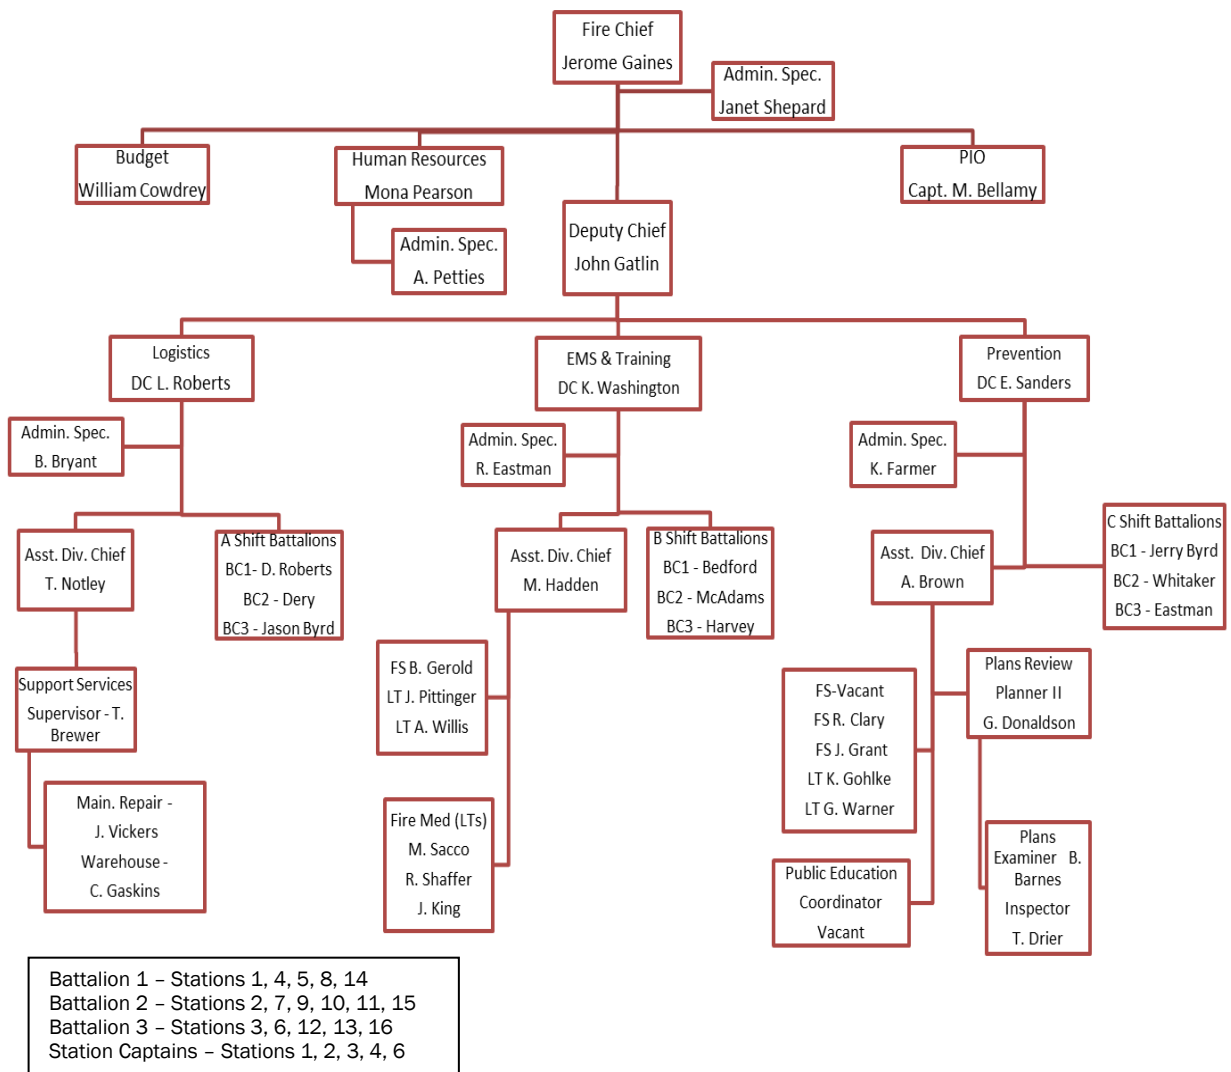 Fire Chief
Jerome Gaines
Admin. Spec.
Janet Shepard
Budget
William Cowdrey
Human Resources
Mona Pearson
PIO
Capt. M. Bellamy
Admin. Spec.
A. Petties
Deputy Chief
John Gatlin
Logistics
DC L. Roberts
EMS & Training
DC K. Washington
Prevention
DC E. Sanders
Admin. Spec.
B. Bryant
Admin. Spec.
R. Eastman
Admin. Spec.
K. Farmer
Asst. Div. Chief
T. Notley
A Shift Battalions
BC1- D. Roberts
BC2 - Dery
BC3 - Jason Byrd
Asst. Div. Chief
M. Hadden
B Shift Battalions
BC1 - Bedford
BC2 - McAdams
BC3 - Harvey
Asst. Div. Chief
A. Brown
C Shift Battalions
BC1 - Jerry Byrd
BC2 - Whitaker
BC3 - Eastman
Support Services
Supervisor - T.
Brewer
Main. Repair -
J. Vickers
Warehouse -
C. Gaskins
FS B. Gerold
LT J. Pittinger
LT A. Willis
Fire Med (LTs)
M. Sacco
R. Shaffer
J. King
FS-Vacant
FS R. Clary
FS J. Grant
LT K. Gohlke
LT G. Warner
Plans Review
Planner II
G. Donaldson
Public Education
Coordinator
Vacant
Plans
Examiner B.
Barnes
Inspector
T. Drier
Battalion 1 – Stations 1, 4, 5, 8, 14
Battalion 2 – Stations 2, 7, 9, 10, 11, 15
Battalion 3 – Stations 3, 6, 12, 13, 16
Station Captains – Stations 1, 2, 3, 4, 6